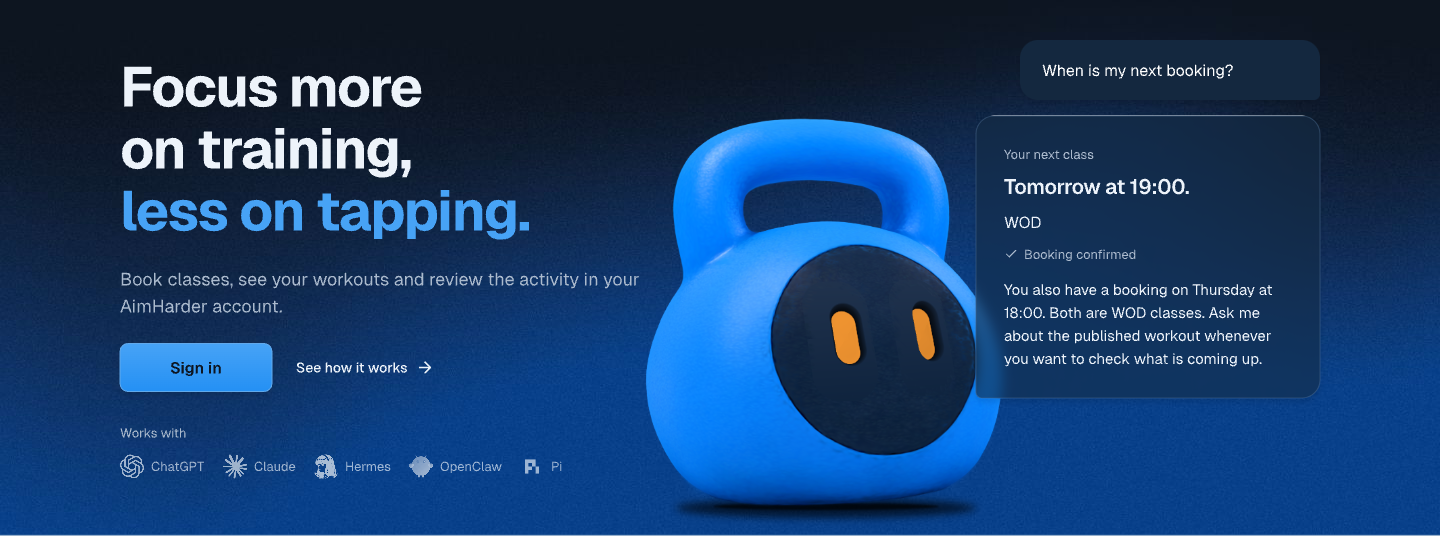 Focus more
on training,
less on tapping.
Book classes, see your workouts and review the activity in your
AimHarder account.
Sign in
See how it works
Works with
ChatGPT
Claude
Hermes
OpenClaw
Pi
When is my next booking?
Your next class
Tomorrow at 19:00.
WOD
Booking confirmed
You also have a booking on Thursday at
18:00. Both are WOD classes. Ask me
about the published workout whenever
you want to check what is coming up.